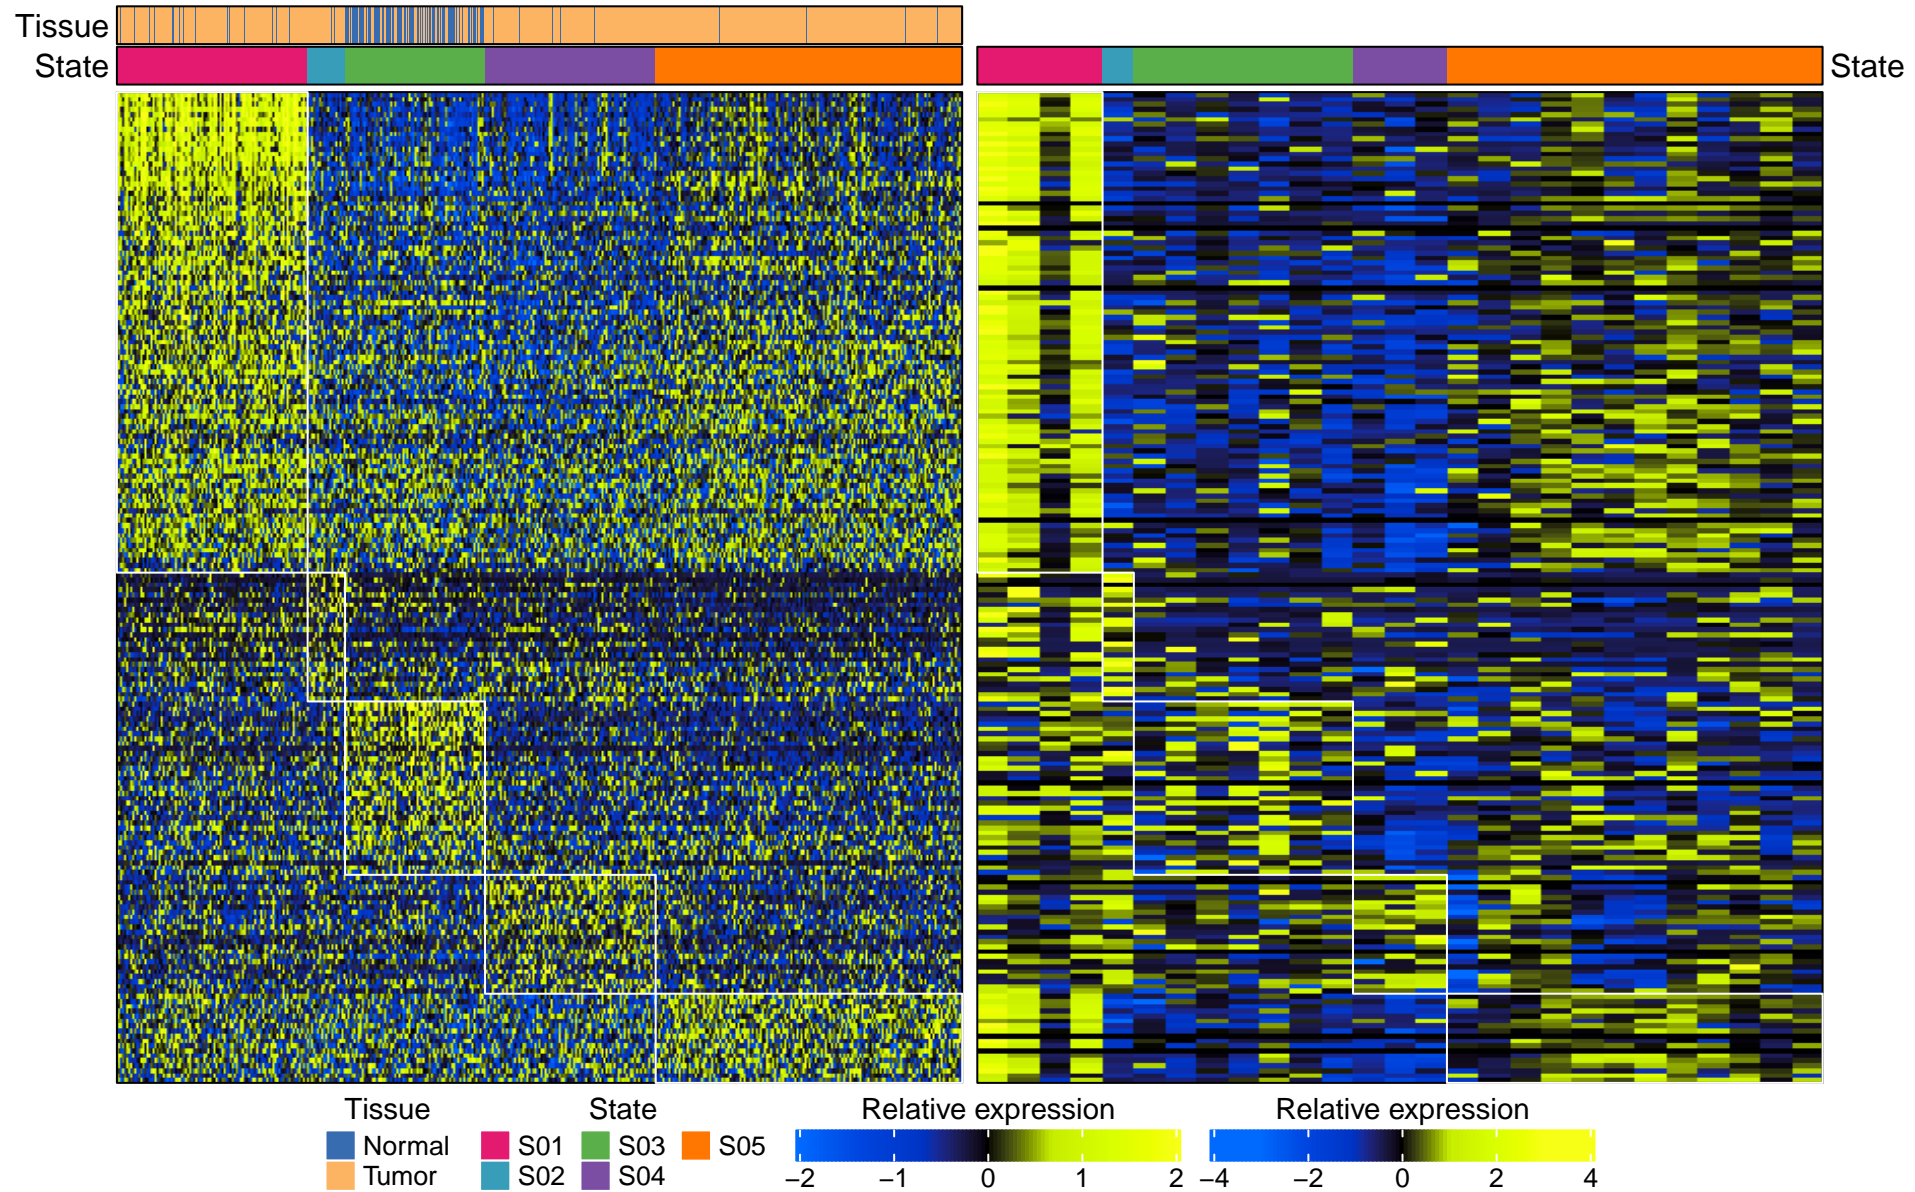 Tissue
State
State
Tissue State Relative expression Relative expression
Normal S01 S03 S05
Tumor S02 S04
−2 −1 0 1 2 −4 −2 0 2 4